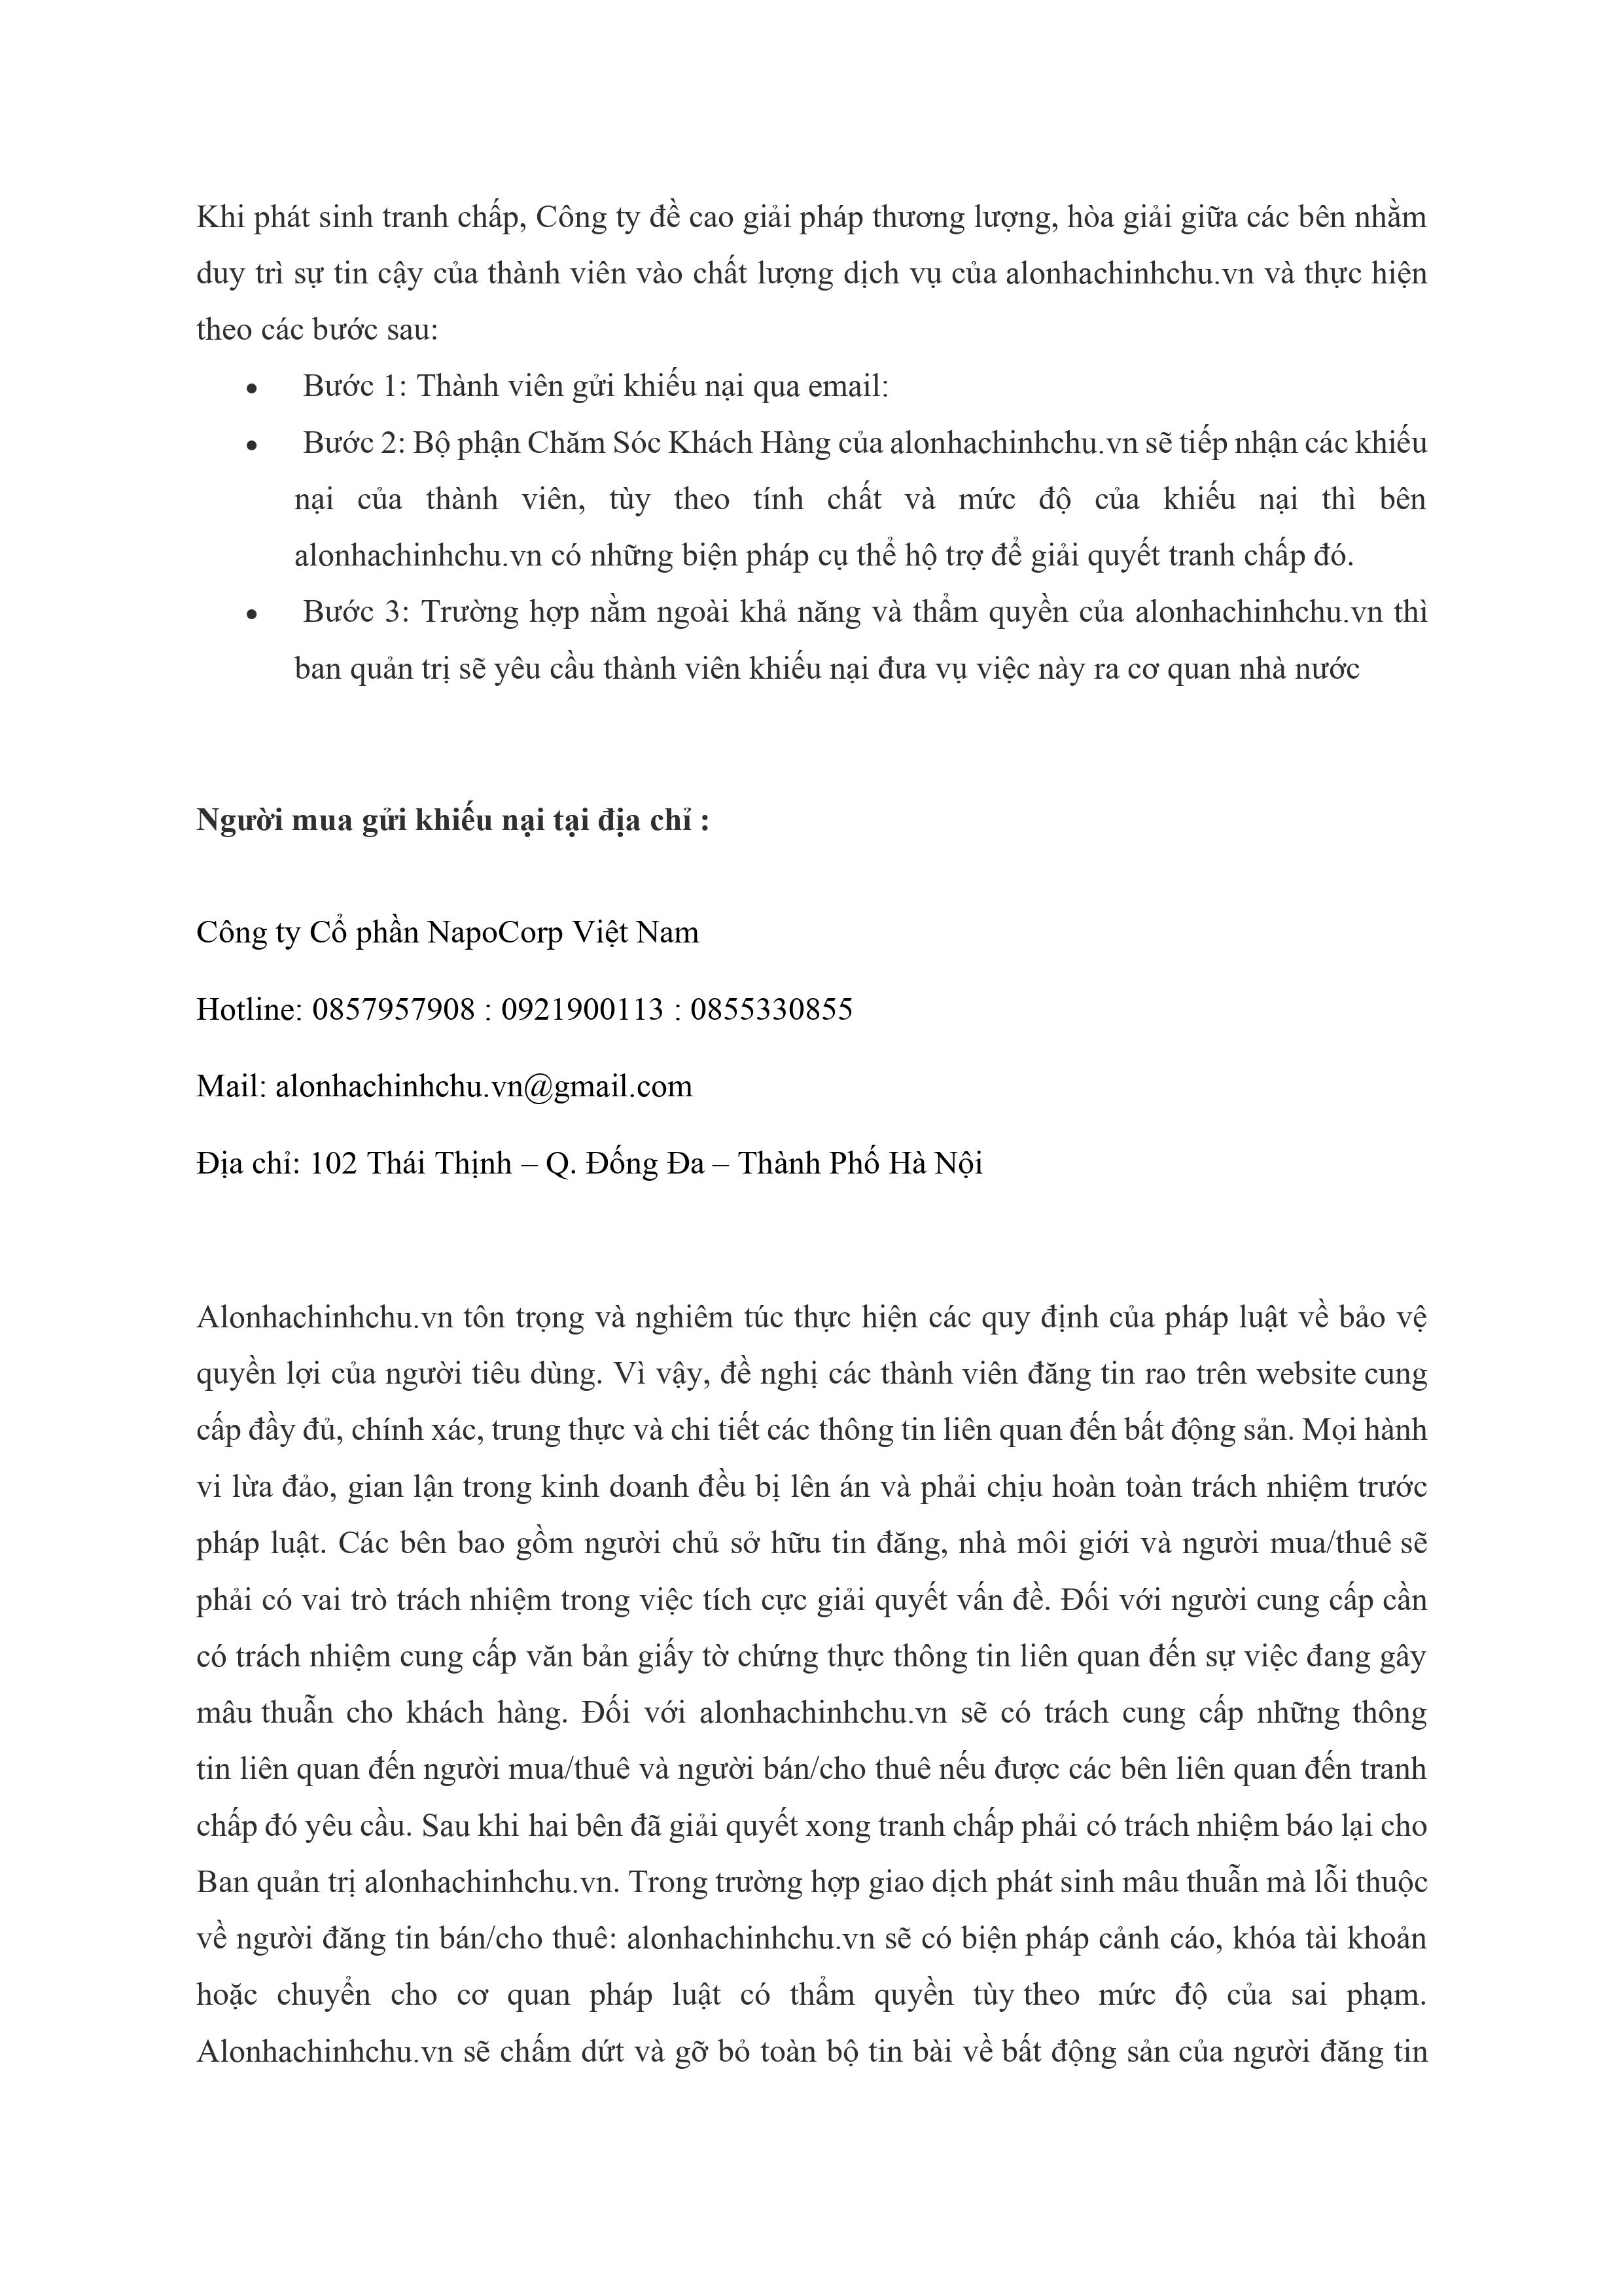 Khi phát sinh tranh chấp, Công ty đề cao giải pháp thương lượng, hòa giải giữa các bên nhằm
duy trì sự tin cậy của thành viên vào chất lượng dịch vụ của alonhachinhchu.vn và thực hiện
theo các bước sau:
• Bước 1: Thành viên gửi khiếu nại qua email:
• Bước 2: Bộ phận Chăm Sóc Khách Hàng của alonhachinhchu.vn sẽ tiếp nhận các khiếu
nại của thành viên, tùy theo tính chất và mức độ của khiếu nại thì bên
alonhachinhchu.vn có những biện pháp cụ thể hộ trợ để giải quyết tranh chấp đó.
• Bước 3: Trường hợp nằm ngoài khả năng và thẩm quyền của alonhachinhchu.vn thì
ban quản trị sẽ yêu cầu thành viên khiếu nại đưa vụ việc này ra cơ quan nhà nước
Người mua gửi khiếu nại tại địa chỉ :
Công ty Cổ phần NapoCorp Việt Nam
Hotline: 0857957908 : 0921900113 : 0855330855
Mail: alonhachinhchu.vn@gmail.com
Địa chỉ: 102 Thái Thịnh – Q. Đống Đa – Thành Phố Hà Nội
Alonhachinhchu.vn tôn trọng và nghiêm túc thực hiện các quy định của pháp luật về bảo vệ
quyền lợi của người tiêu dùng. Vì vậy, đề nghị các thành viên đăng tin rao trên website cung
cấp đầy đủ, chính xác, trung thực và chi tiết các thông tin liên quan đến bất động sản. Mọi hành
vi lừa đảo, gian lận trong kinh doanh đều bị lên án và phải chịu hoàn toàn trách nhiệm trước
pháp luật. Các bên bao gồm người chủ sở hữu tin đăng, nhà môi giới và người mua/thuê sẽ
phải có vai trò trách nhiệm trong việc tích cực giải quyết vấn đề. Đối với người cung cấp cần
có trách nhiệm cung cấp văn bản giấy tờ chứng thực thông tin liên quan đến sự việc đang gây
mâu thuẫn cho khách hàng. Đối với alonhachinhchu.vn sẽ có trách cung cấp những thông
tin liên quan đến người mua/thuê và người bán/cho thuê nếu được các bên liên quan đến tranh
chấp đó yêu cầu. Sau khi hai bên đã giải quyết xong tranh chấp phải có trách nhiệm báo lại cho
Ban quản trị alonhachinhchu.vn. Trong trường hợp giao dịch phát sinh mâu thuẫn mà lỗi thuộc
về người đăng tin bán/cho thuê: alonhachinhchu.vn sẽ có biện pháp cảnh cáo, khóa tài khoản
hoặc chuyển cho cơ quan pháp luật có thẩm quyền tùy theo mức độ của sai phạm.
Alonhachinhchu.vn sẽ chấm dứt và gỡ bỏ toàn bộ tin bài về bất động sản của người đăng tin